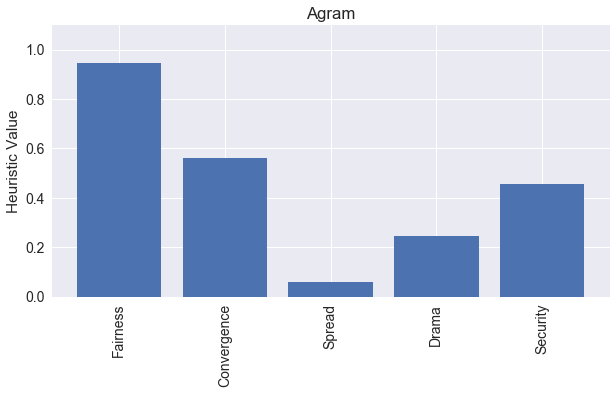 Agram
Heuristic Value
1.0
0.8
0.6
0.4
0.2
0.0
Fairness
Convergence
Spread
Drama
Security